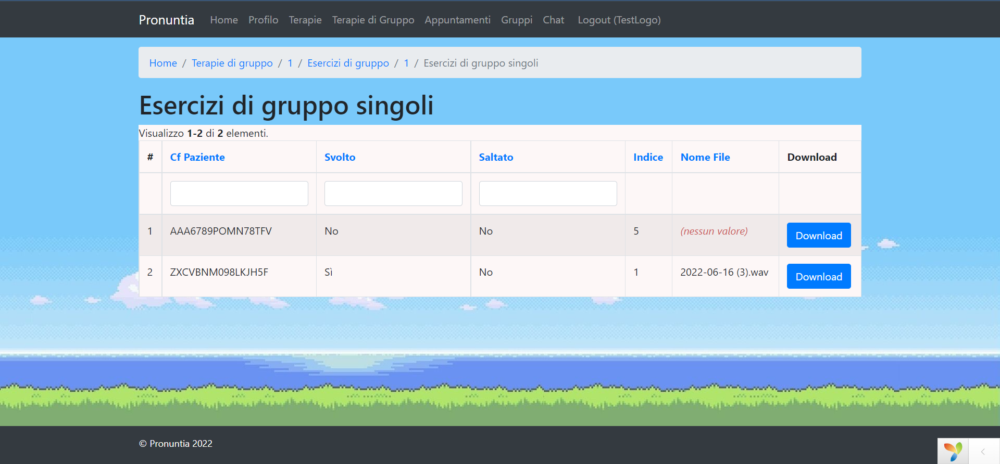 Pronuntia Home Profilo Terapie Terapie di Gruppo Appuntamenti Gruppi Chat Logout (TestLogo)
Home / Terapie di gruppo / 1 / Esercizi di gruppo / 1 / Esercizi di gruppo singoli
Esercizi di gruppo singoli
Visualizzo 1-2 di 2 elementi.
# Cf Paziente Svolto Saltato Indice Nome File Download
1 AAA6789POMN78TFV No No 5 (nessun valore) Download
2 ZXCVBNM098LKJH5F Sì No 1 2022-06-16 (3).wav Download
© Pronuntia 2022